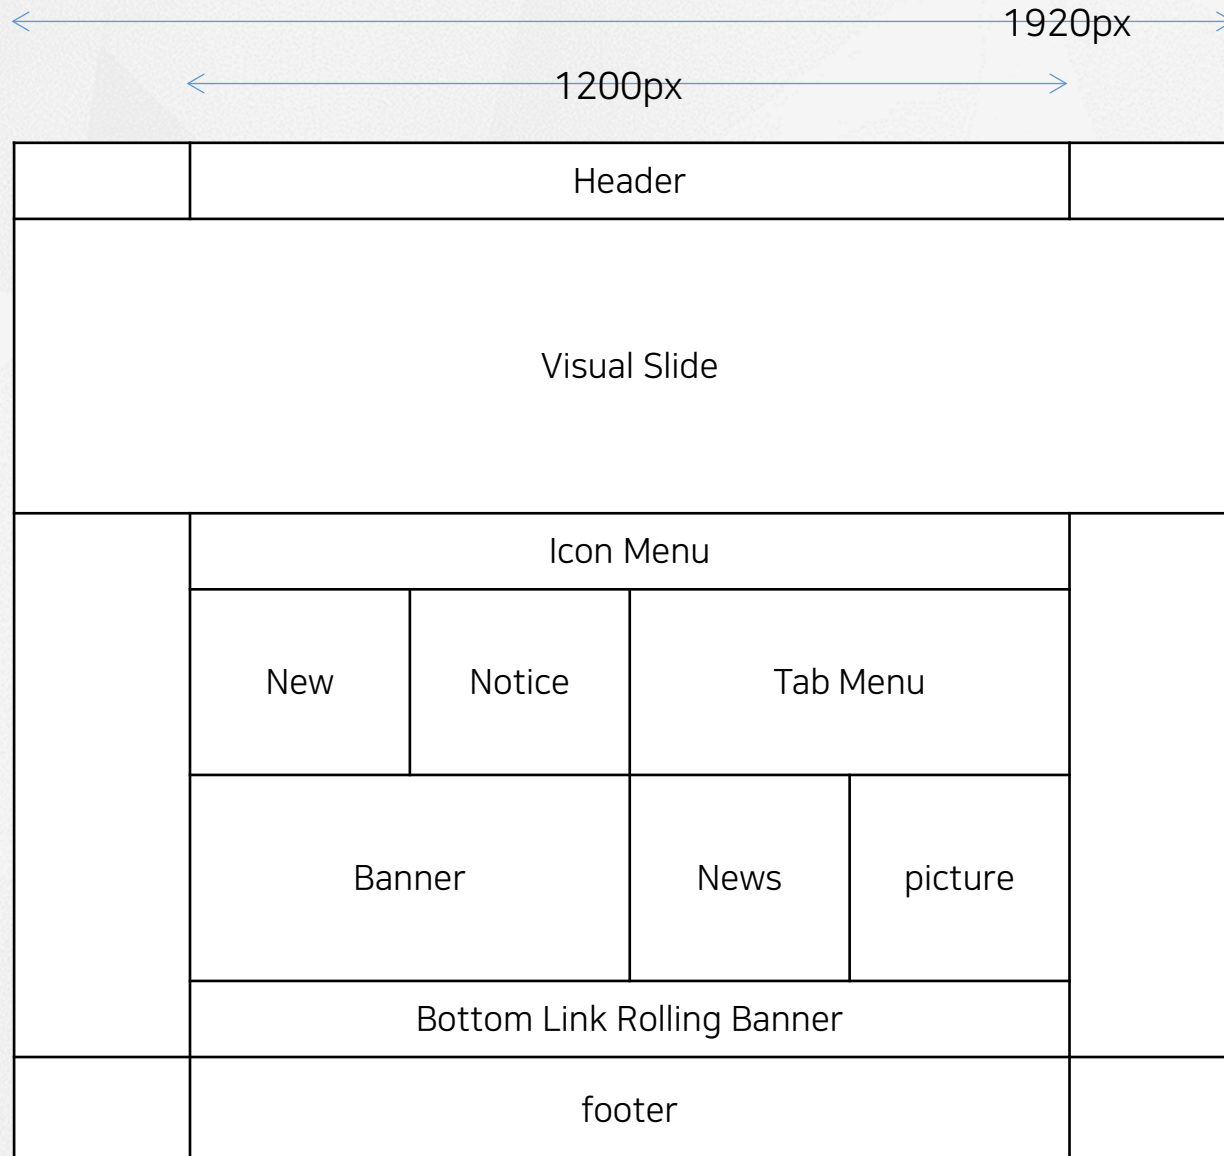 1920px
1200px
Header
Visual Slide
Icon Menu
New
Notice
Tab Menu
Banner
News
picture
Bottom Link Rolling Banner
footer